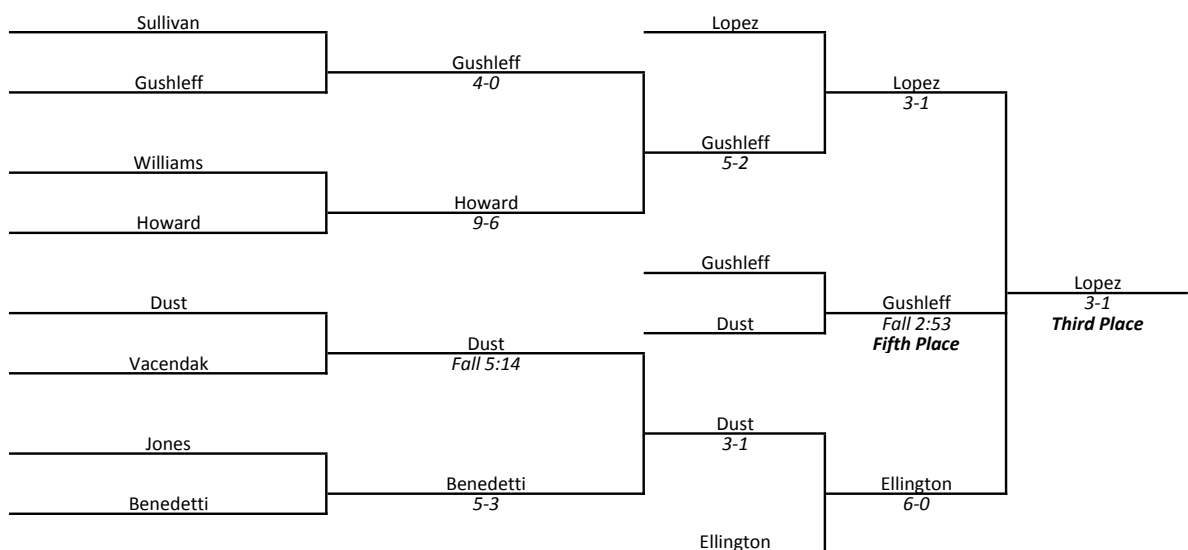 Sullivan
Lopez
Gushleff
4-0
Gushleff
Lopez
3-1
Gushleff
5-2
Williams
Howard
9-6
Howard
Gushleff
Lopez
3-1
Third Place
Dust
Gushleff
Fall 2:53
Fifth Place
Dust
Dust
Fall 5:14
Vacendak
Dust
3-1
Jones
Benedetti
5-3
Ellington
6-0
Benedetti
Ellington